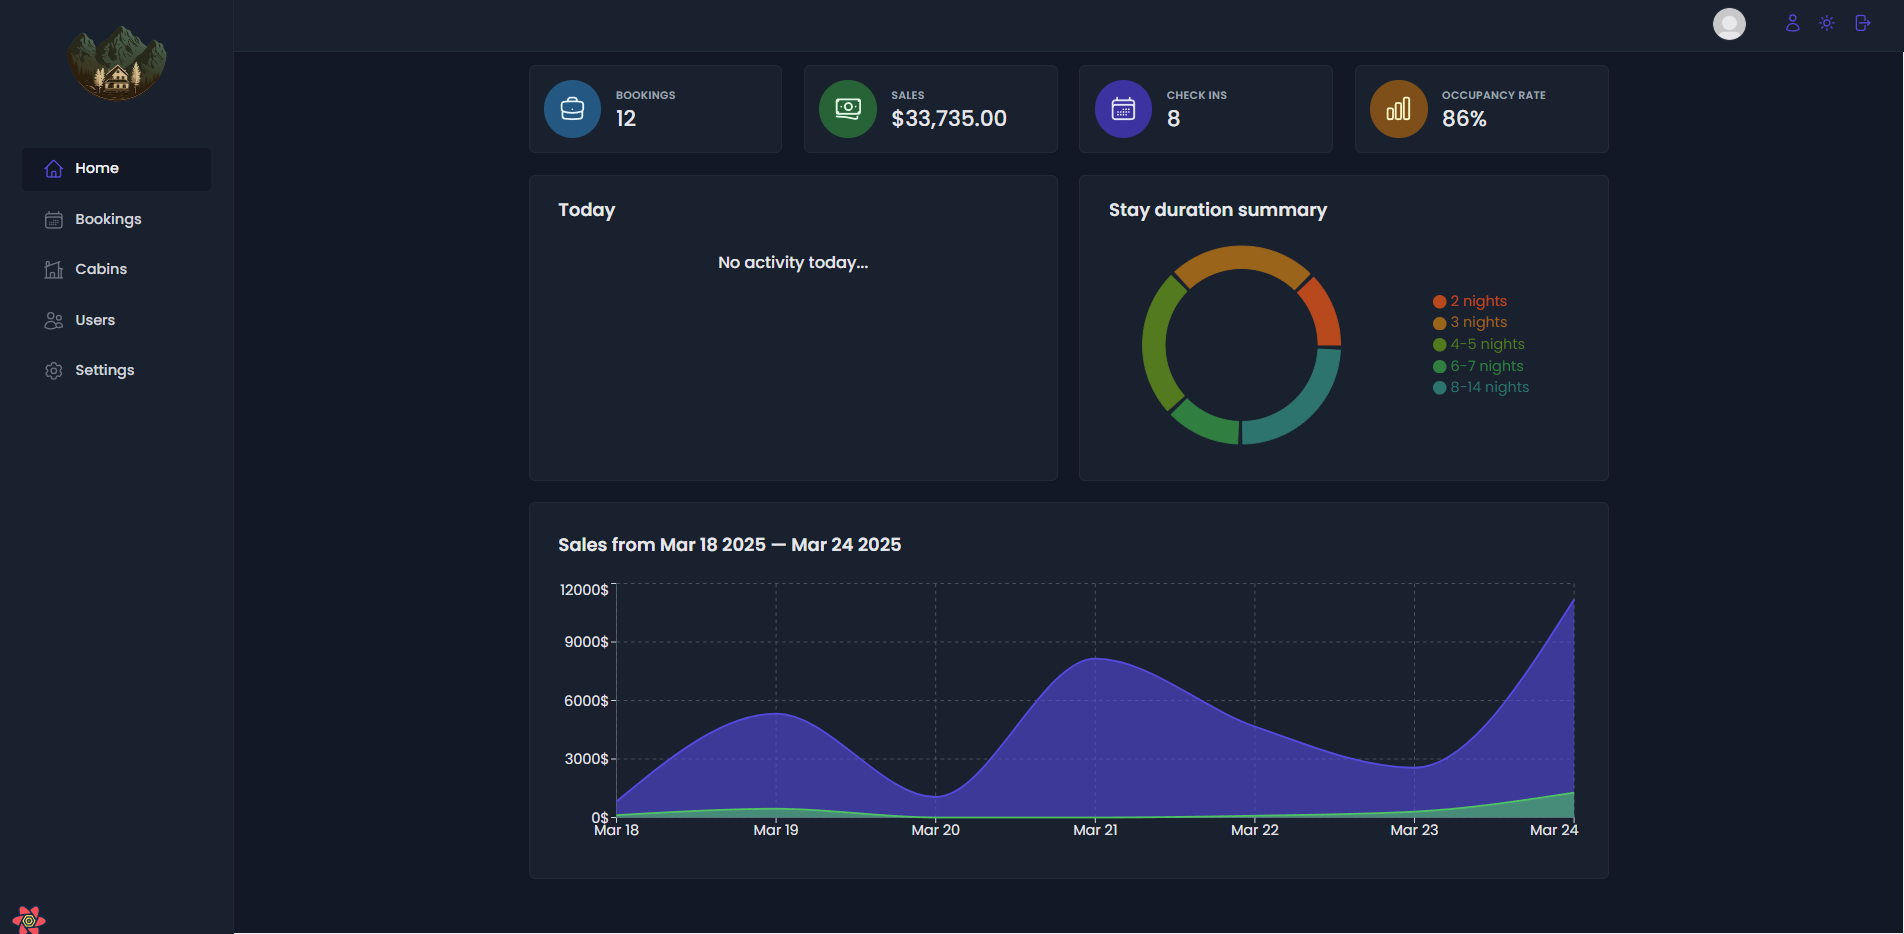 Home
Bookings
Cabins
Users
Settings
BOOKINGS
12
SALES
$33,735.00
CHECK INS
8
OCCUPANCY RATE
86%
Today
No activity today...
Stay duration summary
2 nights
3 nights
4-5 nights
6-7 nights
8-14 nights
Sales from Mar 18 2025 — Mar 24 2025
12000$
9000$
6000$
3000$
0$
Mar 18 Mar 19 Mar 20 Mar 21 Mar 22 Mar 23 Mar 24